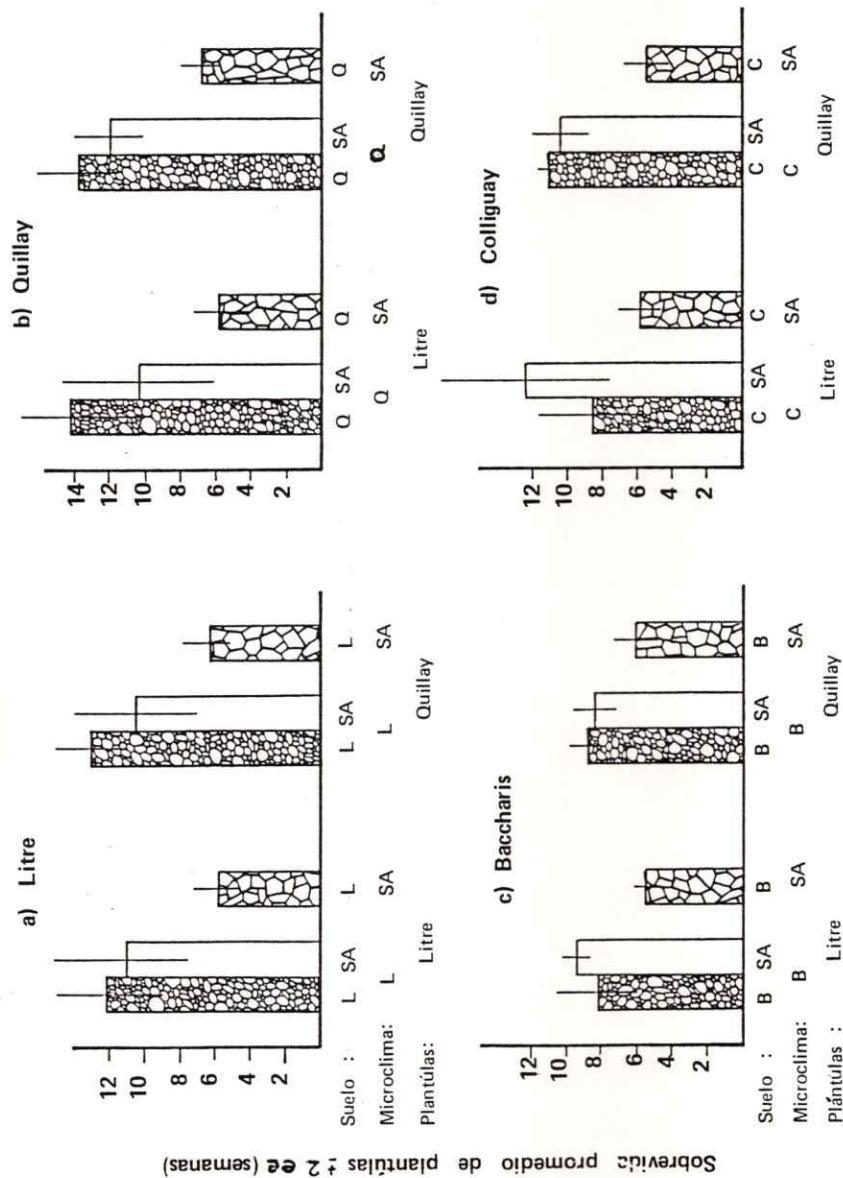 Sobrevida promedio de plantúlas ± 2 ee (semanas)
a) Litre
12
10
8
6
4
2
Suelo : L SA L L SA L
Microclima: L SA L SA
Plantúlas: Litre Quillay
b) Quillay
14
12
10
8
6
4
2
Q SA Q Q SA Q
Q SA Q SA
Litre Quillay
c) Baccharis
12
10
8
6
4
2
Suelo : B SA B B SA B
Microclima: B SA B SA
Plántúlas : Litre Quillay
d) Colliguay
12
10
8
6
4
2
C SA C C SA C
C SA C SA
Litre Quillay